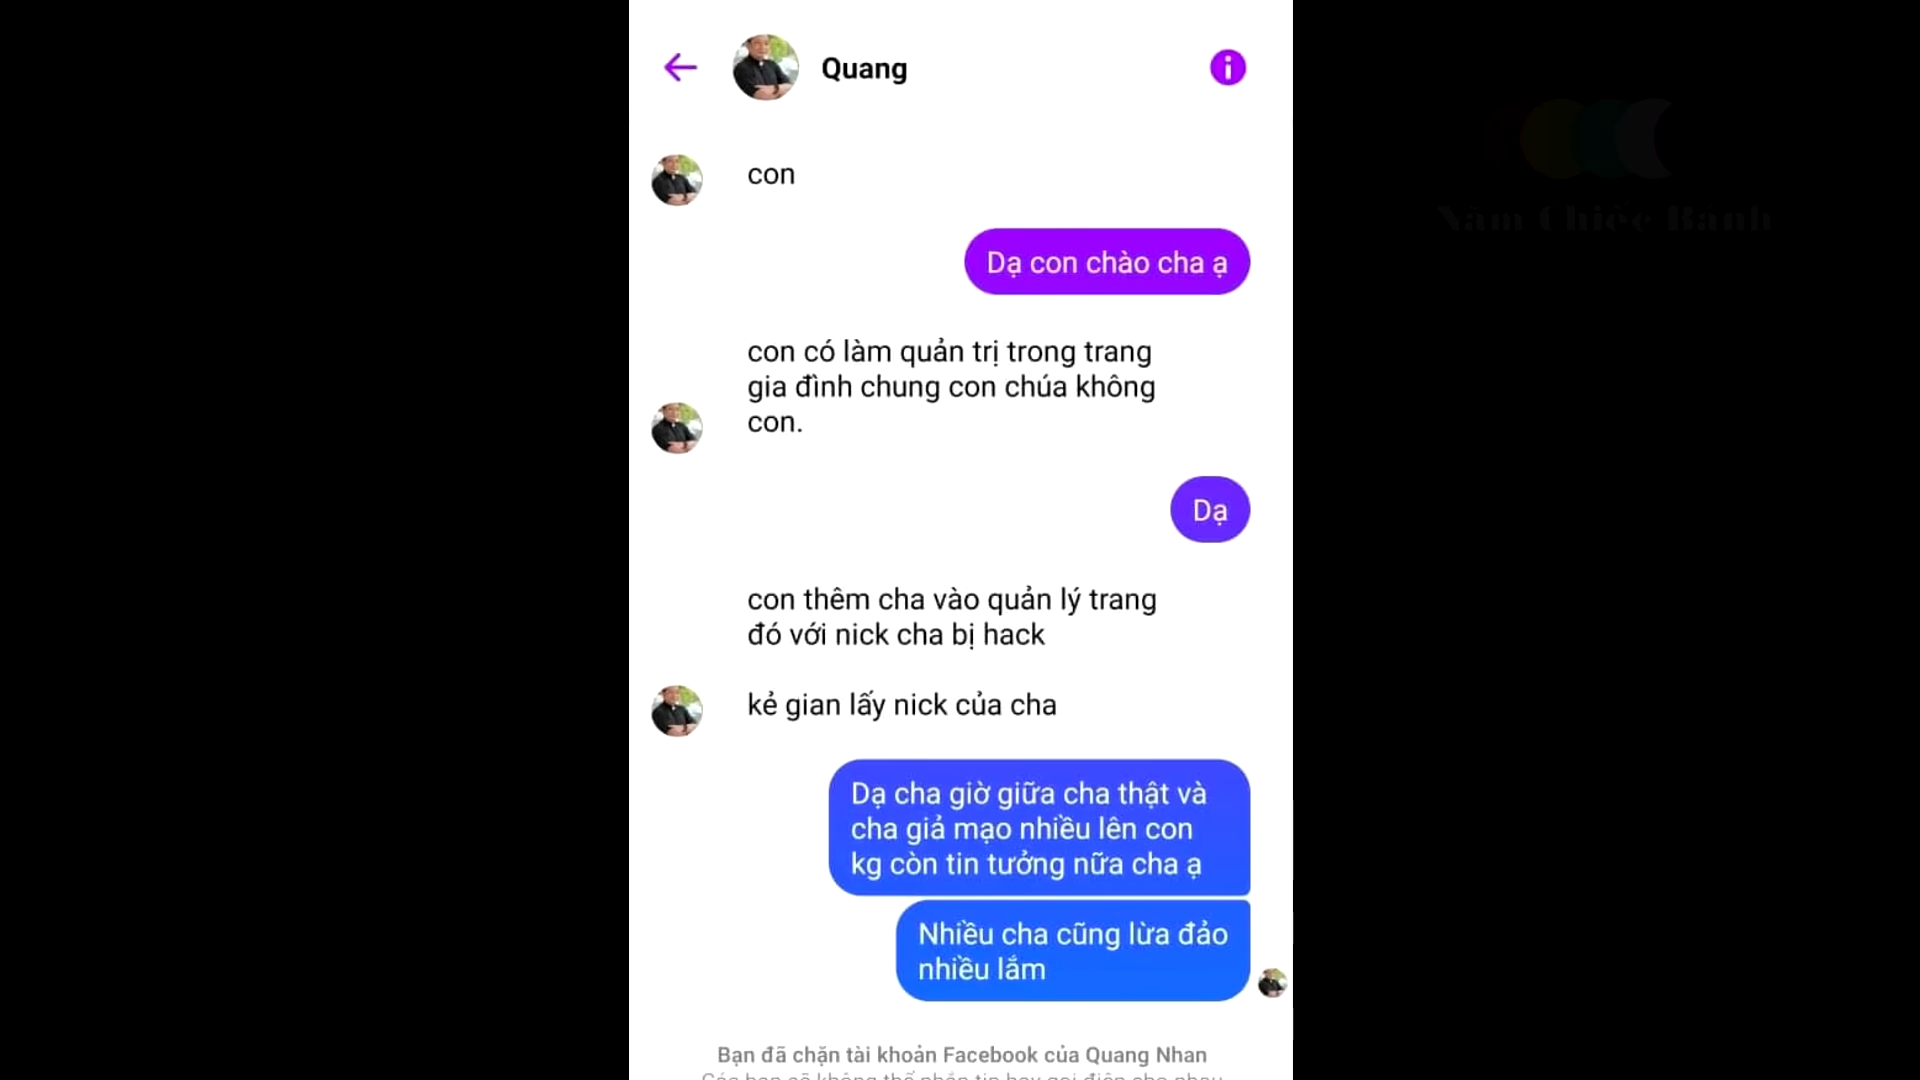 Quang
con
Dạ con chào cha ạ
con có làm quản trị trong trang
gia đình chung con chúa không
con.
Dạ
con thêm cha vào quản lý trang
đó với nick cha bị hack
kẻ gian lấy nick của cha
Dạ cha giờ giữa cha thật và
cha giả mạo nhiều lên con
kg còn tin tưởng nữa cha ạ
Nhiều cha cũng lừa đảo
nhiều lắm
Bạn đã chặn tài khoản Facebook của Quang Nhan
Năm Chiếc Bánh